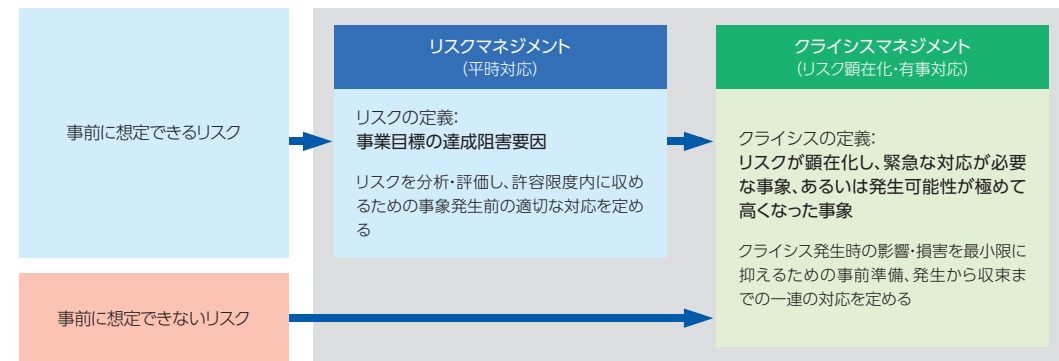 事前に想定できるリスク
リスクマネジメント
(平時対応)
リスクの定義:
事業目標の達成阻害要因
リスクを分析・評価し、許容限度内に収め
るための事象発生前の適切な対応を定め
る
クライシスマネジメント
(リスク顕在化・有事対応)
クライシスの定義:
リスクが顕在化し、緊急な対応が必要
な事象、あるいは発生可能性が極めて
高くなった事象
クライシス発生時の影響・損害を最小限に
抑えるための事前準備、発生から収束ま
での一連の対応を定める
事前に想定できないリスク